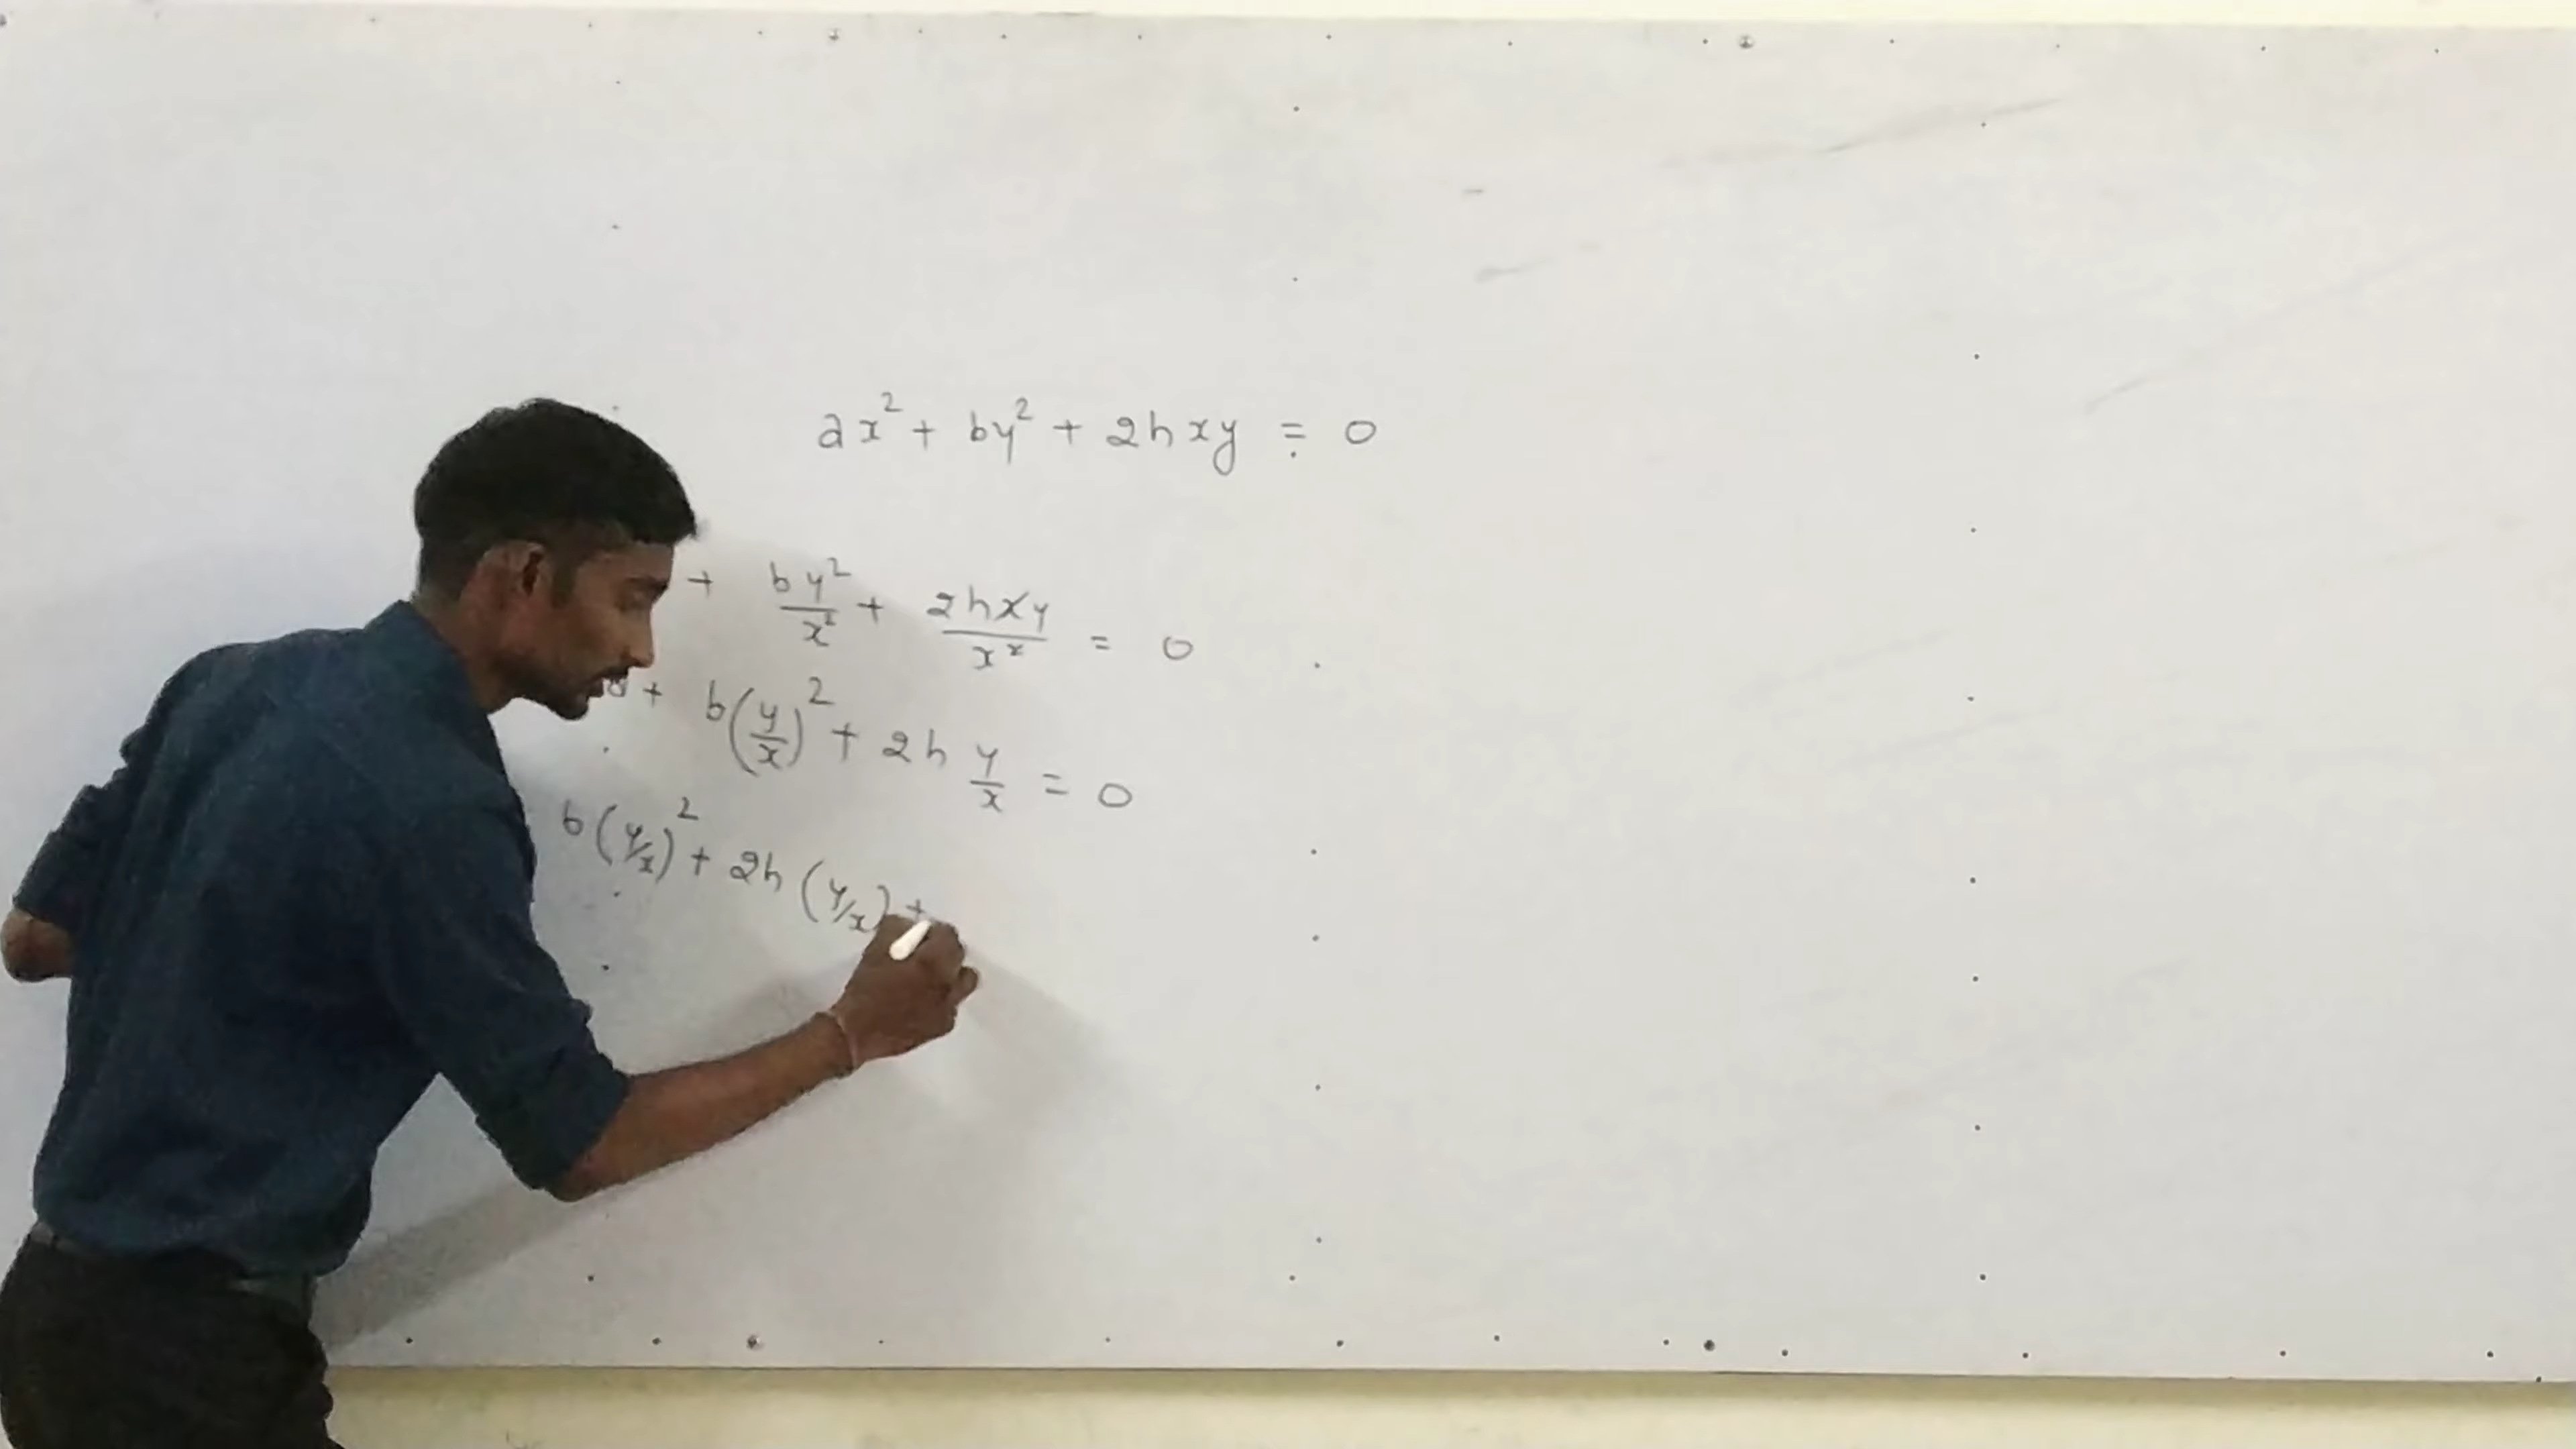 ax² + by² + 2hxy = 0
+ by²/x² + 2hxy/x² = 0
+ b(y/x)² + 2h y/x = 0
b(y/x)² + 2h (y/x) +